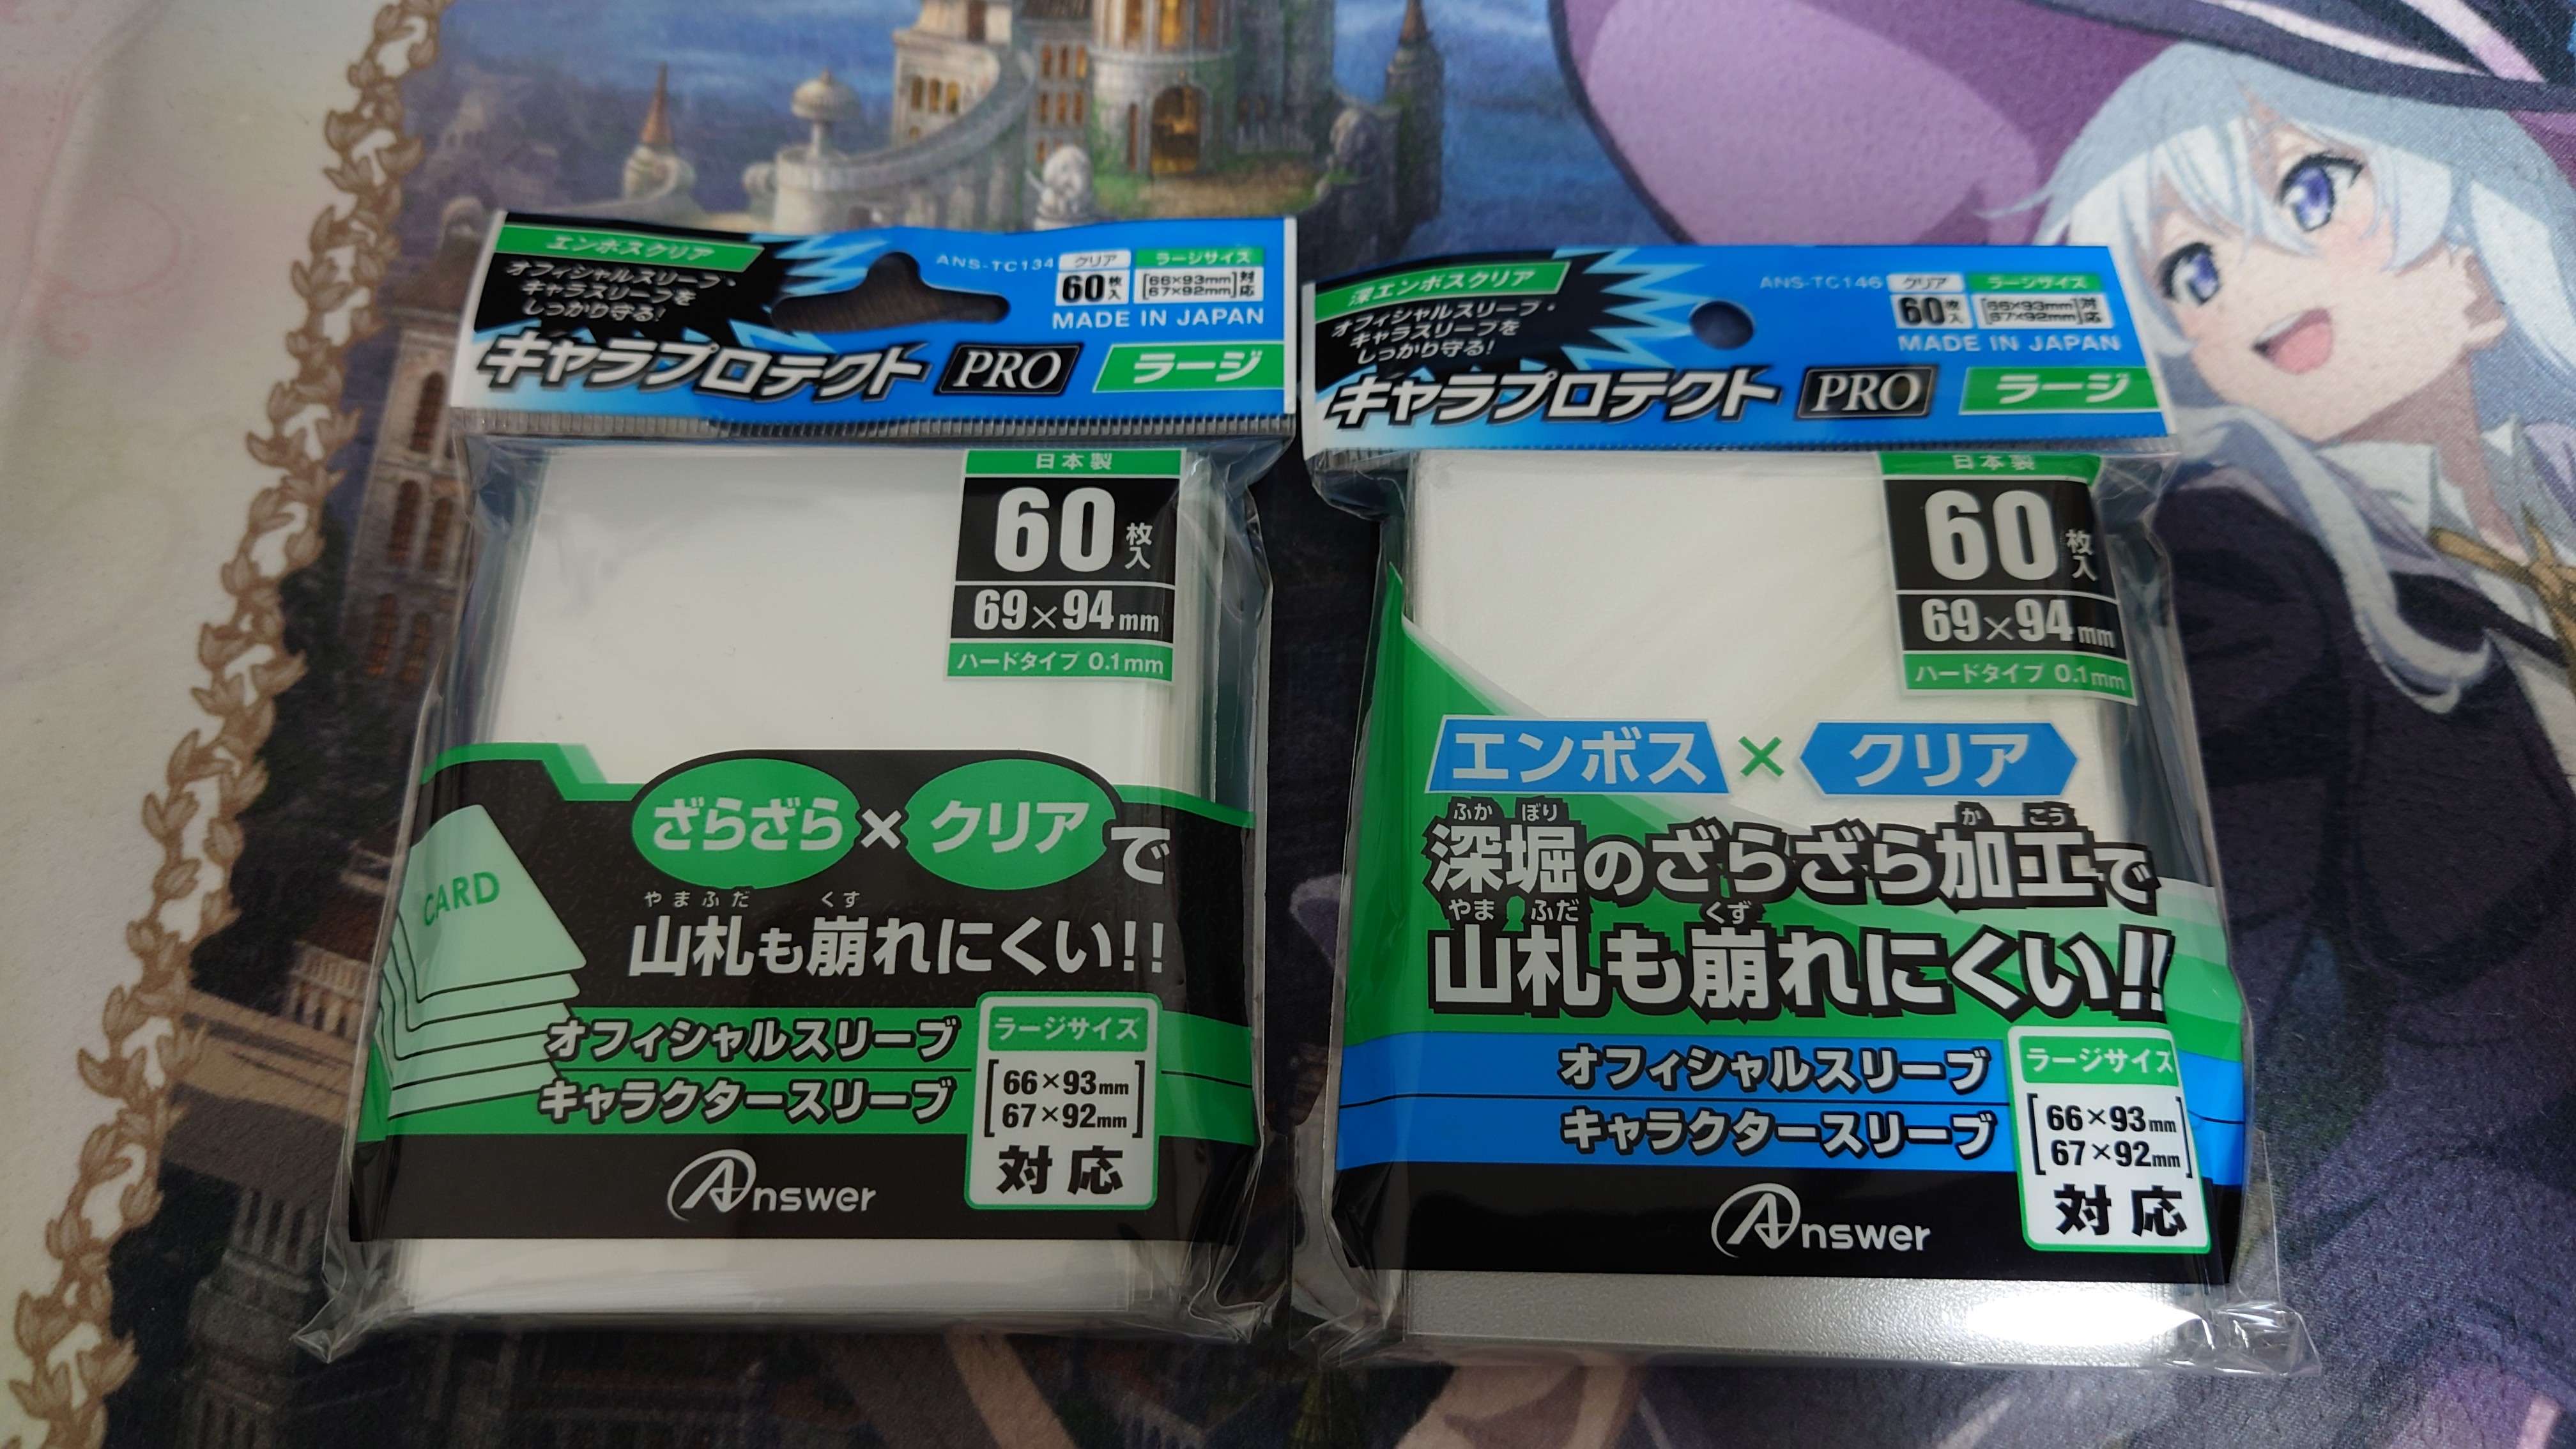 エンボスクリア
オフィシャルスリーブ・
キャラスリーブを
しっかり守る!
ANS-TC134
クリア
60枚入
ラージサイズ
[66×93mm 67×92mm]対応
MADE IN JAPAN
キャラプロテクト PRO ラージ
日本製
60枚入
69×94mm
ハードタイプ 0.1mm
CARD
ざらざら×クリアで
やまふだ くず
山札も崩れにくい!!
オフィシャルスリーブ
キャラクタースリーブ
ラージサイズ
[66×93mm
67×92mm]
対応
Answer
深エンボスクリア
オフィシャルスリーブ・
キャラスリーブを
しっかり守る!
ANS-TC146
クリア
60枚入
ラージサイズ
[66×93mm 67×92mm]対応
MADE IN JAPAN
キャラプロテクト PRO ラージ
日本製
60枚入
69×94mm
ハードタイプ 0.1mm
エンボス×クリア
ふか ぼり か こう
深堀のざらざら加工で
やま ふだ くず
山札も崩れにくい!!
オフィシャルスリーブ
キャラクタースリーブ
ラージサイズ
[66×93mm
67×92mm]
対応
Answer